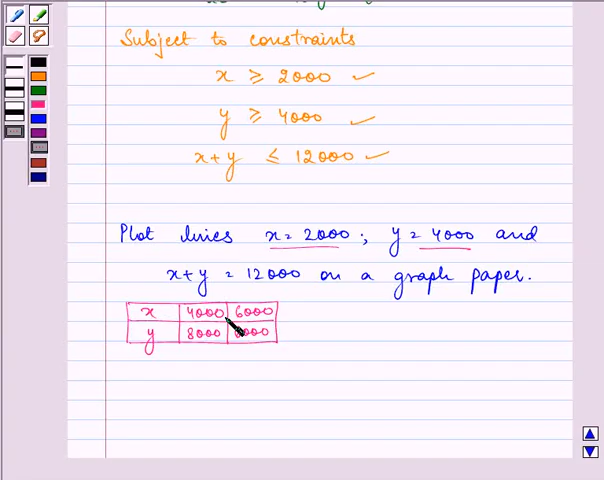 Subject to constraints
x ≥ 2000 ✓
y ≥ 4000 ✓
x+y ≤ 12000 ✓
Plot lines x = 2000 ; y = 4000 and
x+y = 12000 on a graph paper.
x 4000 6000
y 8000